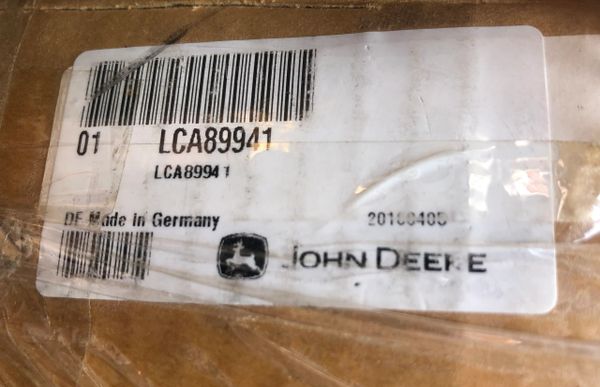 01 LCA89941
LCA89941
DE Made in Germany
JOHN DEERE